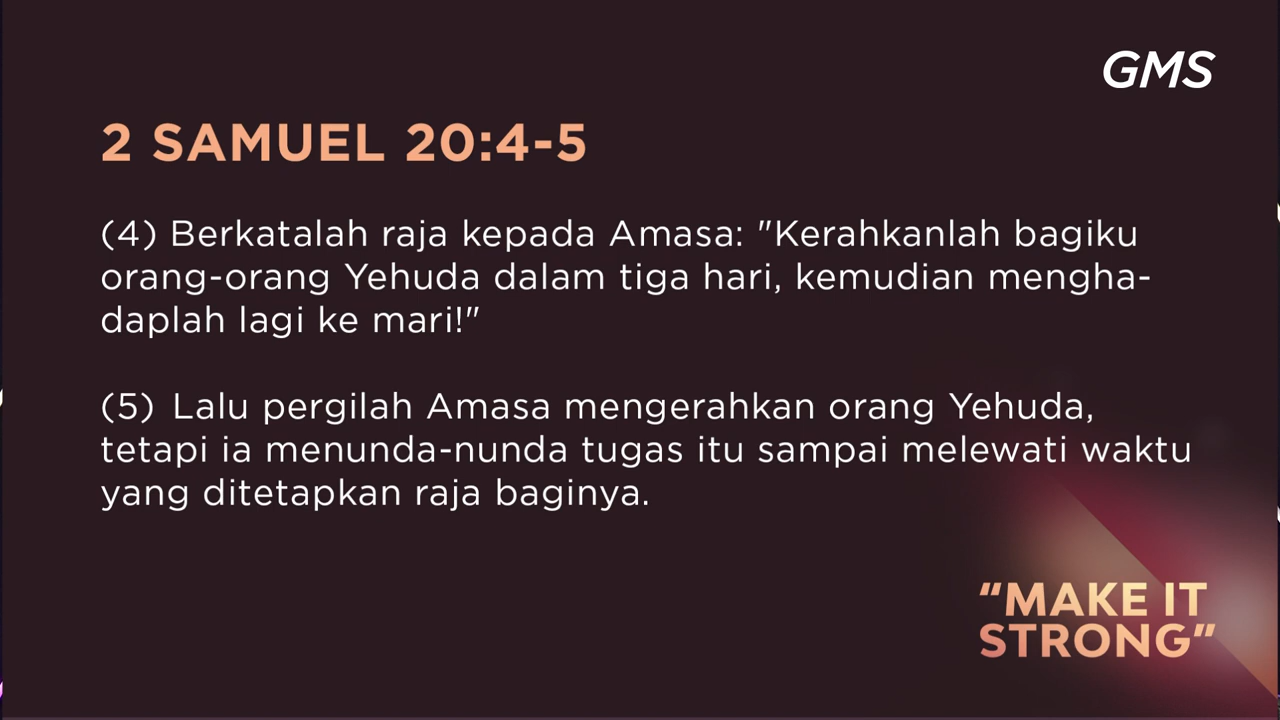 GMS
2 SAMUEL 20:4-5
(4) Berkatalah raja kepada Amasa: "Kerahkanlah bagiku
orang-orang Yehuda dalam tiga hari, kemudian mengha-
daplah lagi ke mari!"
(5) Lalu pergilah Amasa mengerahkan orang Yehuda,
tetapi ia menunda-nunda tugas itu sampai melewati waktu
yang ditetapkan raja baginya.
“MAKE IT
STRONG”